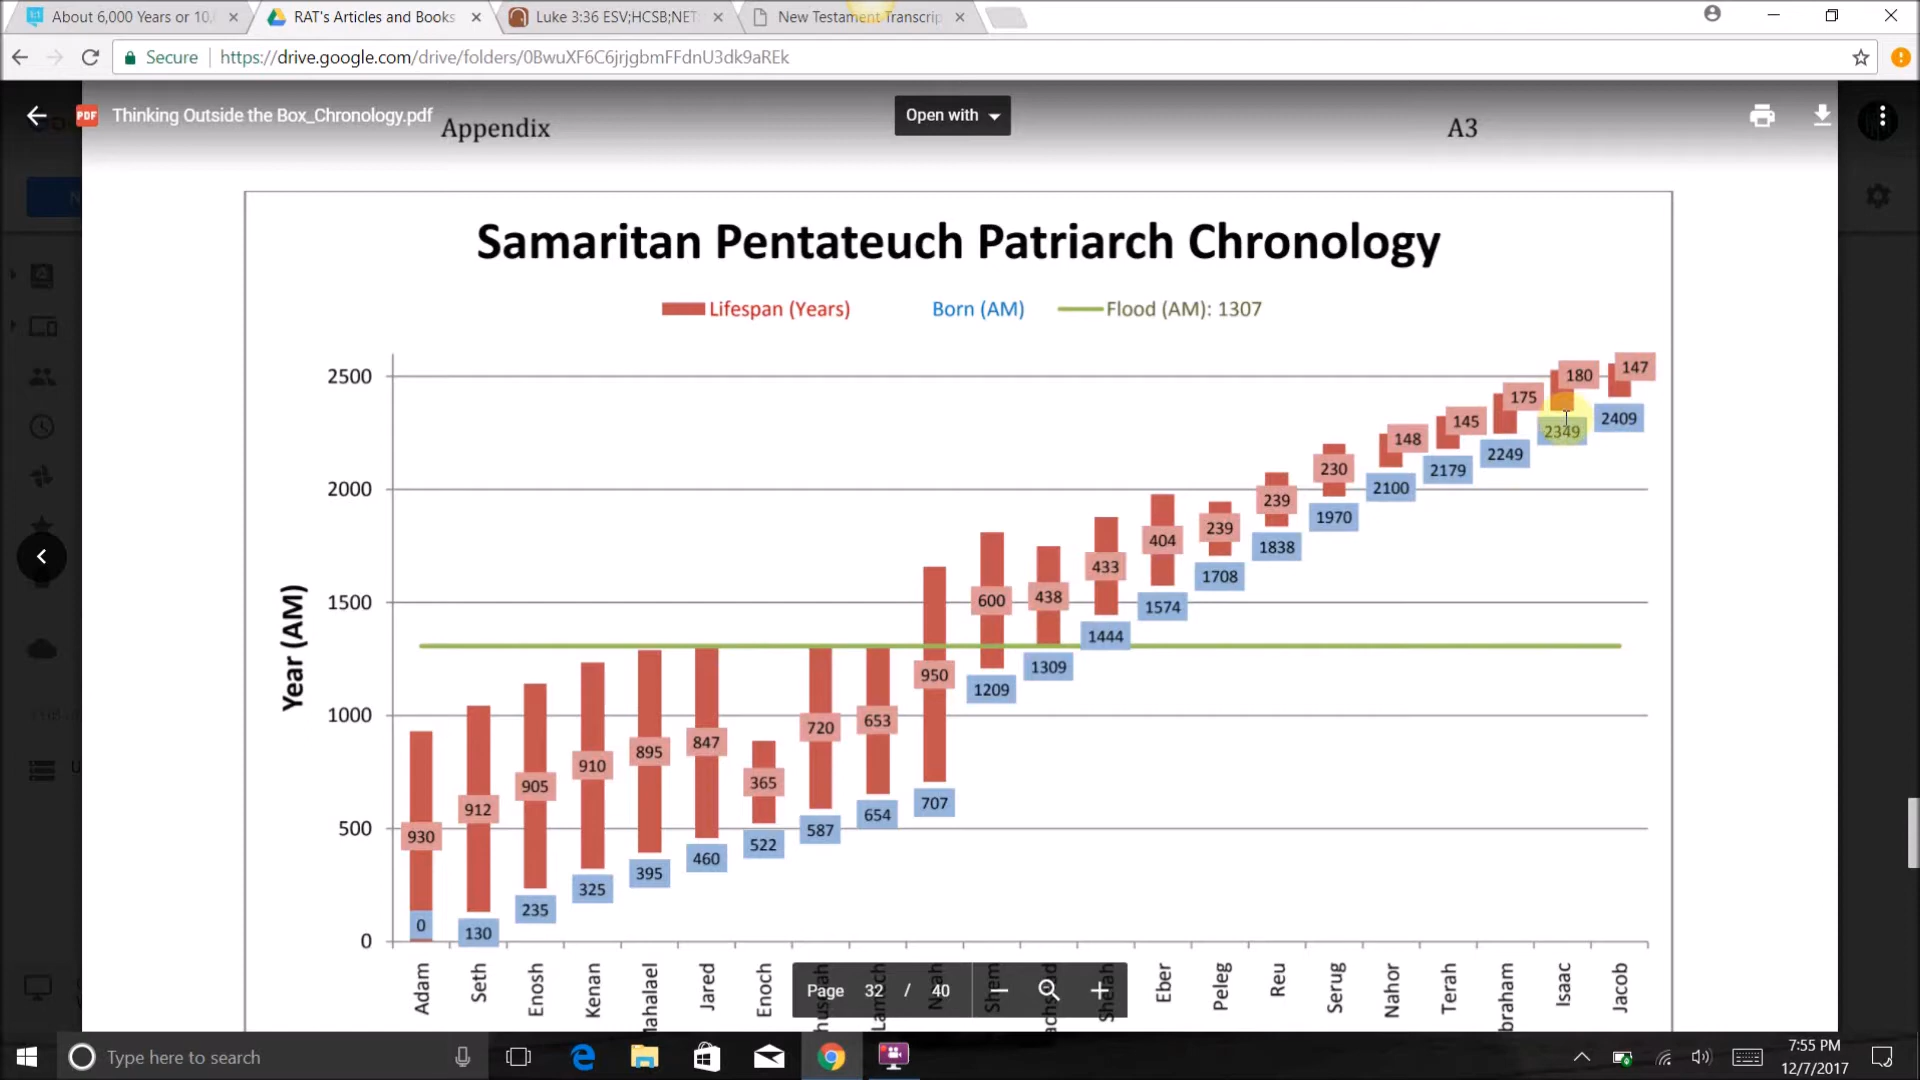 About 6,000 Years or 10,
RAT's Articles and Books
Luke 3:36 ESV;HCSB;NET
New Testament Transcrip
Secure
https://drive.google.com/drive/folders/0BwuXF6C6jrjgbmFFdnU3dk9aREk
PDF
Thinking Outside the Box_Chronology.pdf
Open with
Appendix
A3
Samaritan Pentateuch Patriarch Chronology
Lifespan (Years)
Born (AM)
Flood (AM): 1307
Year (AM)
2500
2000
1500
1000
500
0
930
912
905
910
895
847
365
720
653
950
600
438
433
404
239
239
230
148
145
175
180
147
0
130
235
325
395
460
522
587
654
707
1209
1309
1444
1574
1708
1838
1970
2100
2179
2249
2349
2409
Adam
Seth
Enosh
Kenan
ahalael
Jared
Enoch
Noah
Shem
Shelah
Eber
Peleg
Reu
Serug
Nahor
Terah
braham
Isaac
Jacob
Page 32 / 40
Type here to search
7:55 PM
12/7/2017